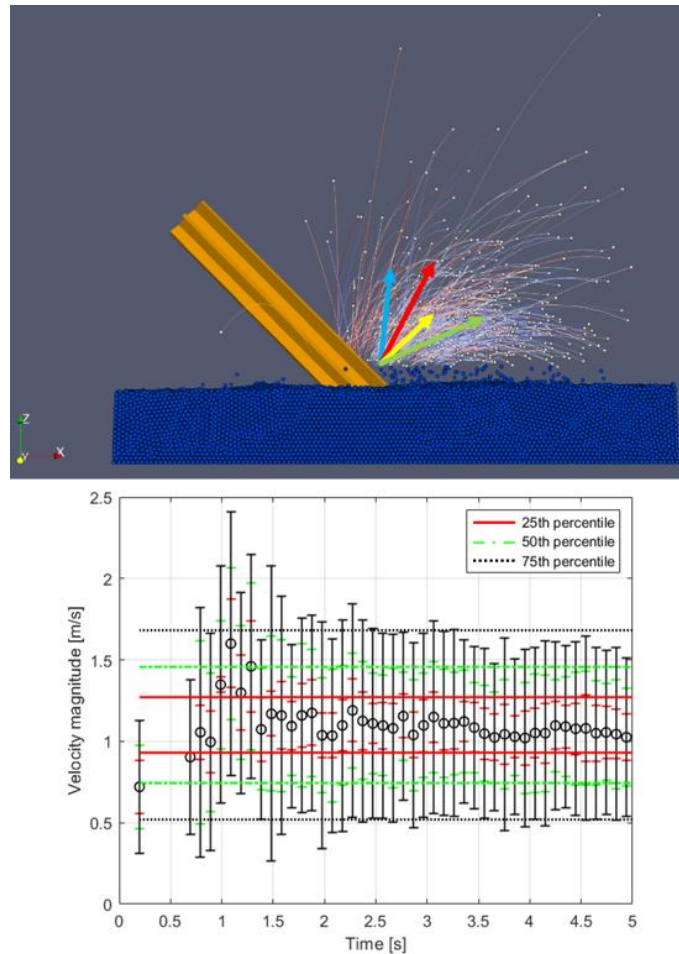 Z
Y
X
2.5
2
1.5
1
0.5
0
Velocity magnitude [m/s]
25th percentile
50th percentile
75th percentile
0 0.5 1 1.5 2 2.5 3 3.5 4 4.5 5
Time [s]